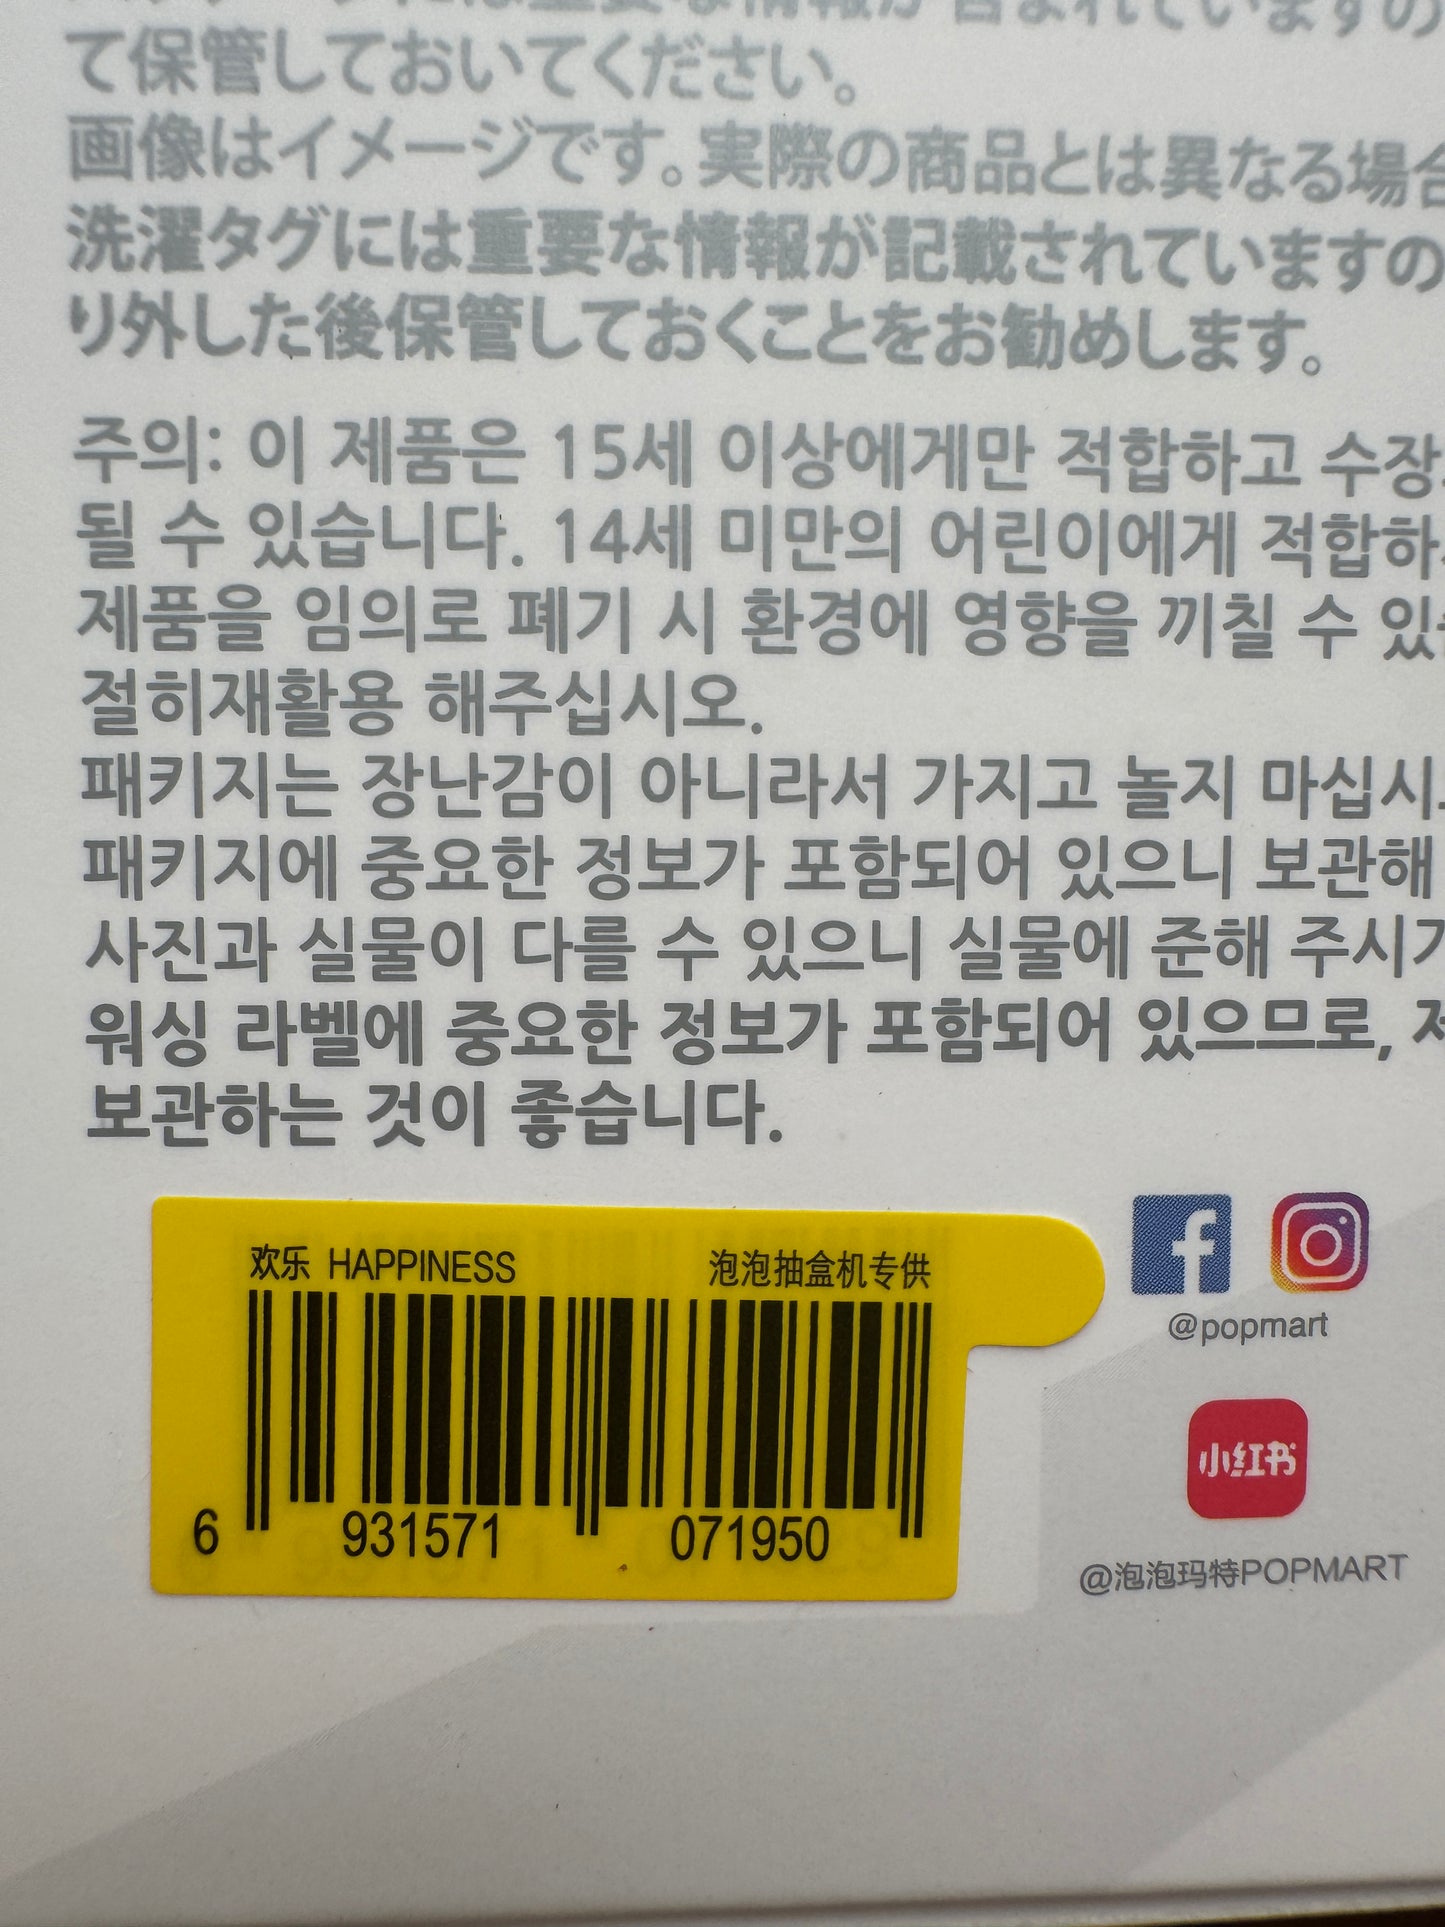 て保管しておいてください。
画像はイメージです。実際の商品とは異なる場合
洗濯タグには重要な情報が記載されていますの
り外した後保管しておくことをお勧めします。
주의: 이 제품은 15세 이상에게만 적합하고 수장
될 수 있습니다. 14세 미만의 어린이에게 적합하
제품을 임의로 폐기 시 환경에 영향을 끼칠 수 있
절히재활용 해주십시오.
패키지는 장난감이 아니라서 가지고 놀지 마십시
패키지에 중요한 정보가 포함되어 있으니 보관해
사진과 실물이 다를 수 있으니 실물에 준해 주시기
워싱 라벨에 중요한 정보가 포함되어 있으므로,
보관하는 것이 좋습니다.
欢乐 HAPPINESS 泡泡抽盒机专供
6 931571 071950
@popmart
小红书
@泡泡玛特POPMART